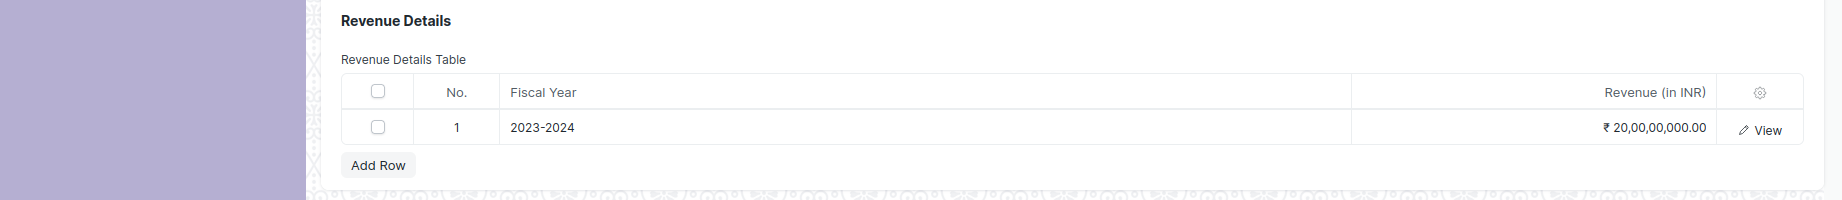 Revenue Details
Revenue Details Table
No. Fiscal Year Revenue (in INR)
1 2023-2024 ₹ 20,00,00,000.00 View
Add Row